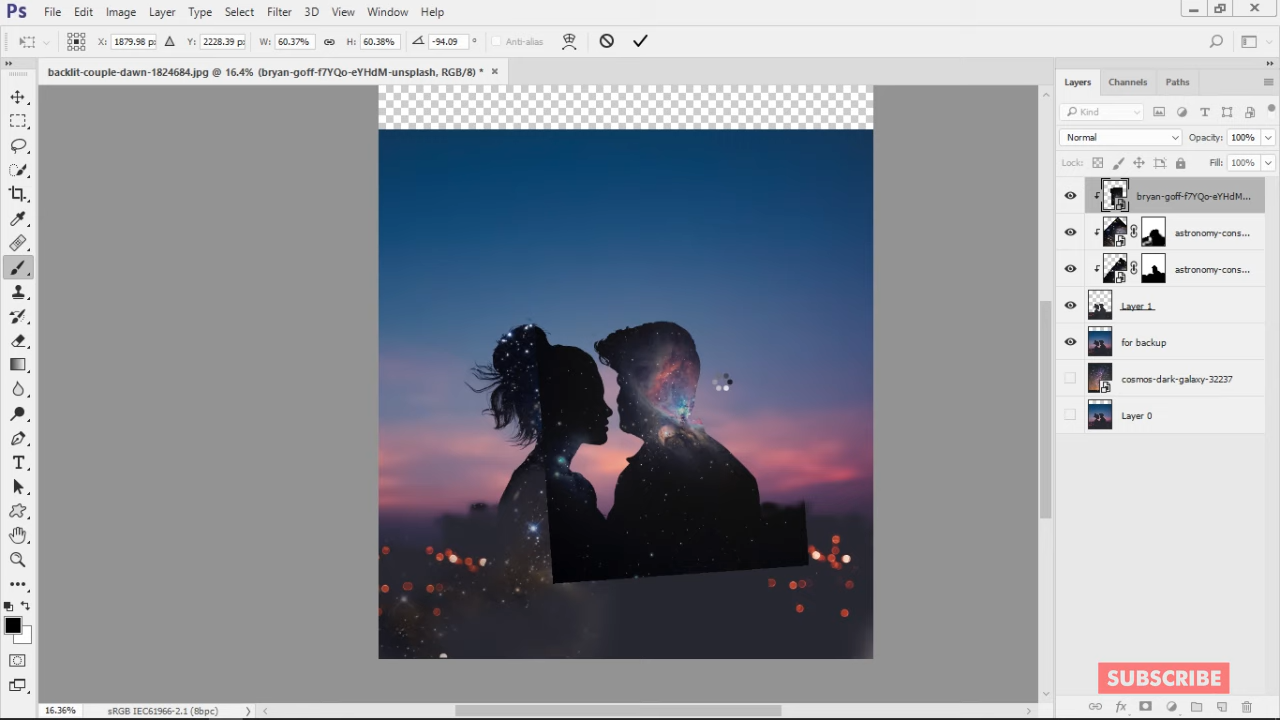 Ps File Edit Image Layer Type Select Filter 3D View Window Help
X: 1879.98 px Y: 2228.39 px W: 60.37% H: 60.38% -94.09 ° Anti-alias
backlit-couple-dawn-1824684.jpg @ 16.4% (bryan-goff-f7YQo-eYHdM-unsplash, RGB/8) *
Layers Channels Paths
Kind
Normal Opacity: 100%
Lock: Fill: 100%
bryan-goff-f7YQo-eYHdM...
astronomy-cons...
astronomy-cons...
Layer 1
for backup
cosmos-dark-galaxy-32237
Layer 0
SUBSCRIBE
16.36% sRGB IEC61966-2.1 (8bpc)